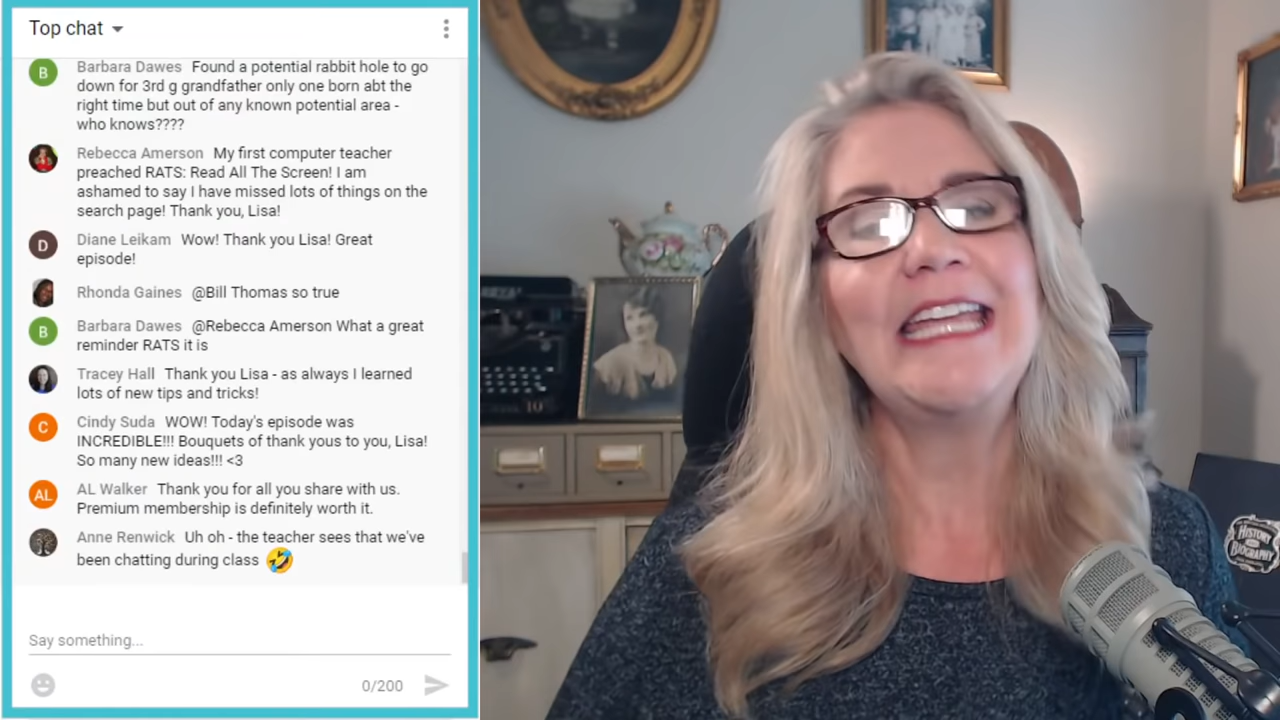 Top chat
B Barbara Dawes Found a potential rabbit hole to go
down for 3rd g grandfather only one born abt the
right time but out of any known potential area -
who knows????
Rebecca Amerson My first computer teacher
preached RATS: Read All The Screen! I am
ashamed to say I have missed lots of things on the
search page! Thank you, Lisa!
D Diane Leikam Wow! Thank you Lisa! Great
episode!
Rhonda Gaines @Bill Thomas so true
B Barbara Dawes @Rebecca Amerson What a great
reminder RATS it is
Tracey Hall Thank you Lisa - as always I learned
lots of new tips and tricks!
C Cindy Suda WOW! Today's episode was
INCREDIBLE!!! Bouquets of thank yous to you, Lisa!
So many new ideas!!! <3
AL AL Walker Thank you for all you share with us.
Premium membership is definitely worth it.
Anne Renwick Uh oh - the teacher sees that we've
been chatting during class 🤣
Say something...
0/200
HISTORY
BIOGRAPHY
10